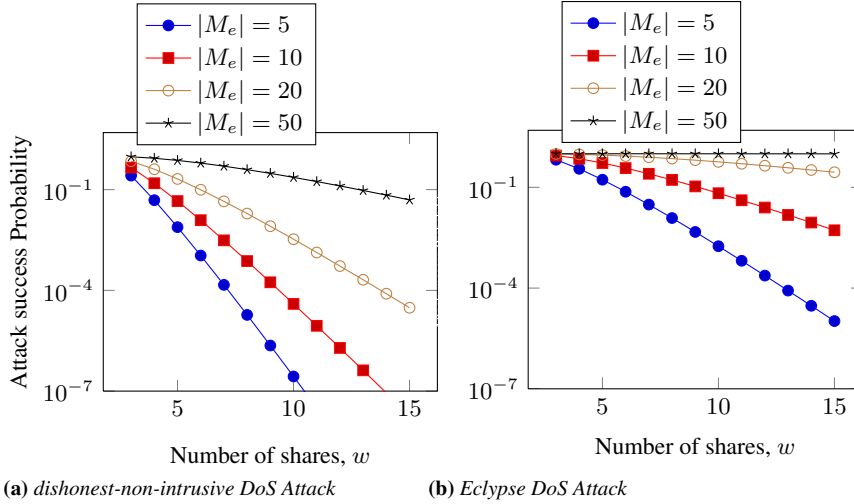 |M_e| = 5
|M_e| = 10
|M_e| = 20
|M_e| = 50
Attack success Probability
10^{-1}
10^{-4}
10^{-7}
5
10
15
Number of shares, w
(a) dishonest-non-intrusive DoS Attack
|M_e| = 5
|M_e| = 10
|M_e| = 20
|M_e| = 50
10^{-1}
10^{-4}
10^{-7}
5
10
15
Number of shares, w
(b) Eclypse DoS Attack